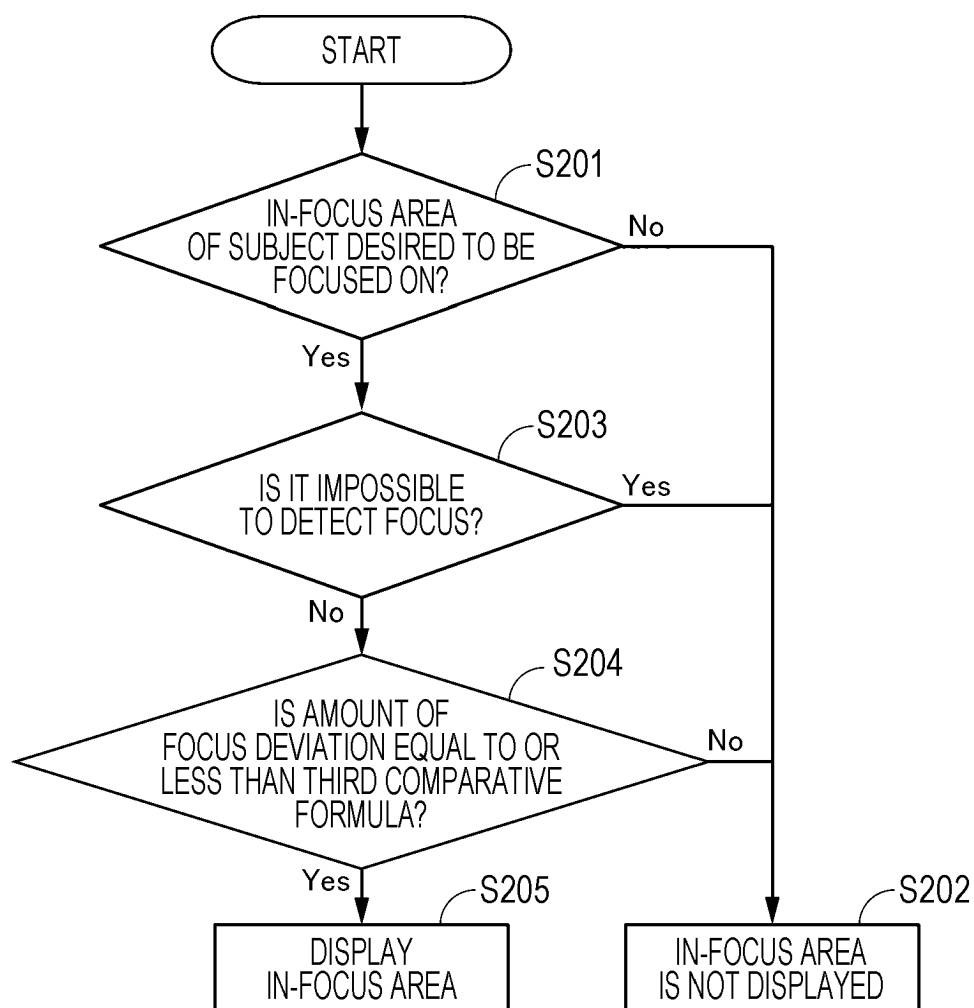 START
S201
IN-FOCUS AREA
OF SUBJECT DESIRED TO BE
FOCUSED ON?
No
Yes
S203
IS IT IMPOSSIBLE
TO DETECT FOCUS?
Yes
No
S204
IS AMOUNT OF
FOCUS DEVIATION EQUAL TO OR
LESS THAN THIRD COMPARATIVE
FORMULA?
No
Yes
S205
DISPLAY
IN-FOCUS AREA
S202
IN-FOCUS AREA
IS NOT DISPLAYED